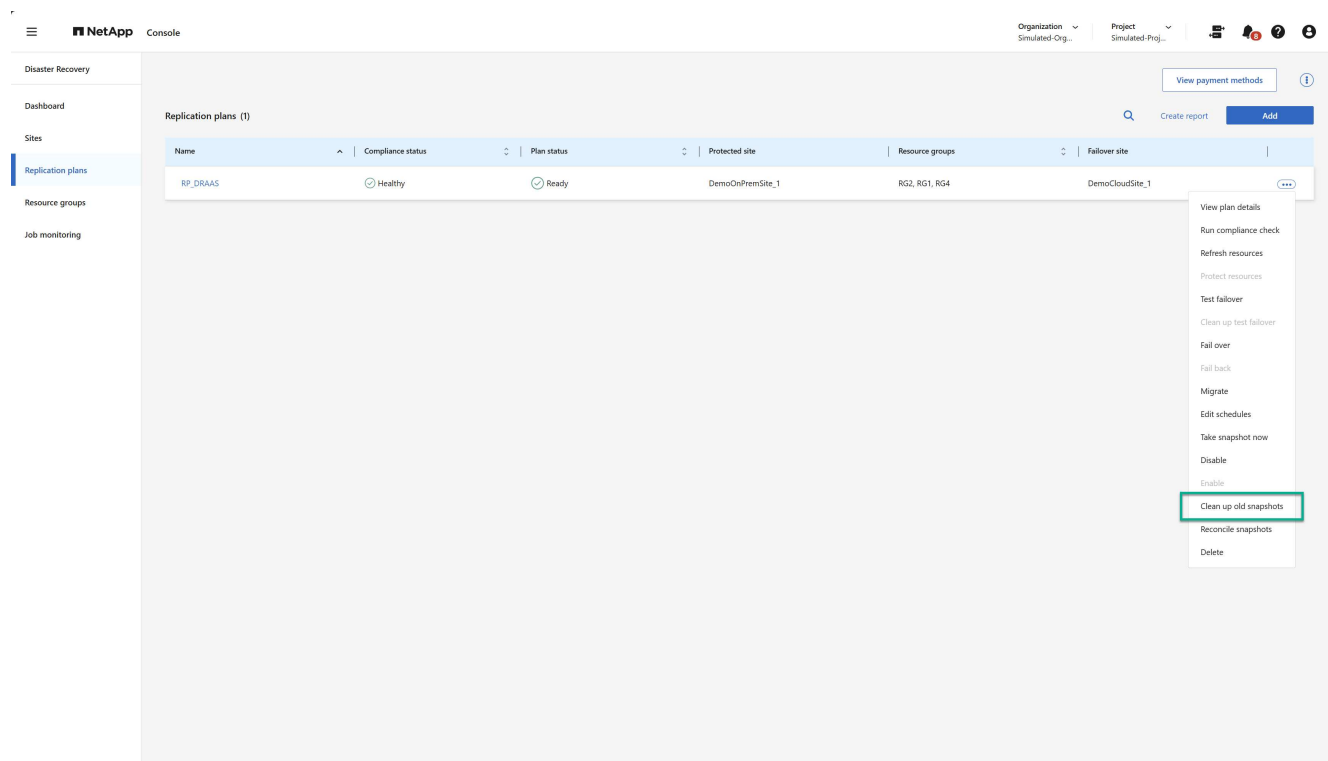 NetApp Console
Organization
Simulated-Org...
Project
Simulated-Proj...
8
Disaster Recovery
Dashboard
Sites
Replication plans
Resource groups
Job monitoring
View payment methods
Replication plans (1)
Create report
Add
Name
Compliance status
Plan status
Protected site
Resource groups
Failover site
RP_DRAAS
Healthy
Ready
DemoOnPremSite_1
RG2, RG1, RG4
DemoCloudSite_1
View plan details
Run compliance check
Refresh resources
Protect resources
Test failover
Clean up test failover
Fail over
Fail back
Migrate
Edit schedules
Take snapshot now
Disable
Enable
Clean up old snapshots
Reconcile snapshots
Delete